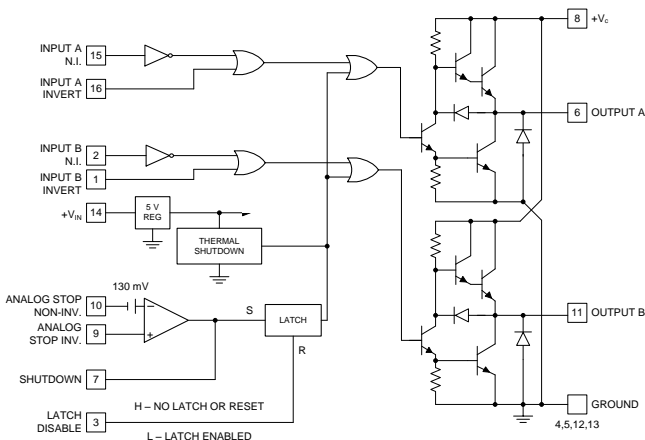 INPUT A
N.I.
15
INPUT A
INVERT
16
INPUT B
N.I.
2
INPUT B
INVERT
1
+VIN
14
5 V
REG
THERMAL
SHUTDOWN
130 mV
ANALOG STOP
NON-INV.
10
ANALOG
STOP INV.
9
–
+
S
LATCH
R
SHUTDOWN
7
LATCH
DISABLE
3
H – NO LATCH OR RESET
L – LATCH ENABLED
8
+Vc
6
OUTPUT A
11
OUTPUT B
GROUND
4,5,12,13